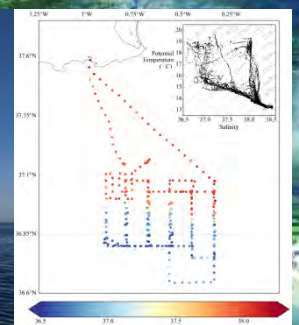 1.25°W 1°W 0.75°W 0.5°W 0.25°W
37.6°N
37.35°N
37.1°N
36.85°N
36.6°N
Potential
Temperature
(°C)
20
19
18
17
16
15
14
13
36.5 37.0 37.5 38.0 38.5
Salinity
36.5 37.0 37.5 38.0